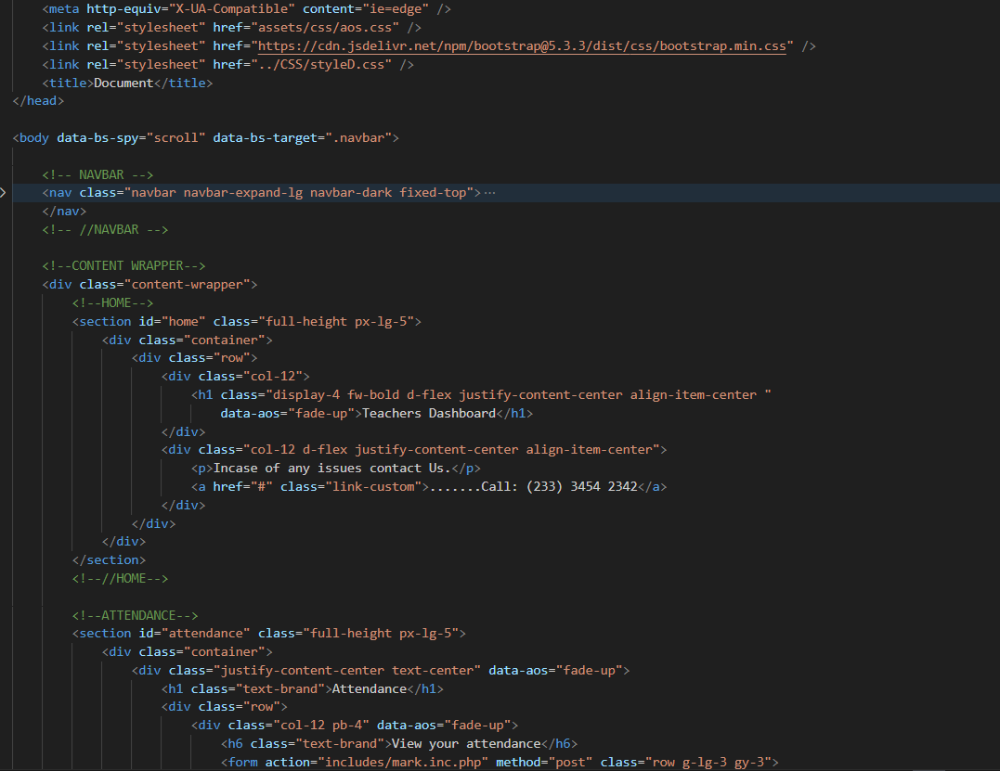 <meta http-equiv="X-UA-Compatible" content="ie=edge" />
<link rel="stylesheet" href="assets/css/aos.css" />
<link rel="stylesheet" href="https://cdn.jsdelivr.net/npm/bootstrap@5.3.3/dist/css/bootstrap.min.css" />
<link rel="stylesheet" href="../CSS/styleD.css" />
<title>Document</title>
</head>
<body data-bs-spy="scroll" data-bs-target=".navbar">
<!-- NAVBAR -->
<nav class="navbar navbar-expand-lg navbar-dark fixed-top">···
</nav>
<!-- //NAVBAR -->
<!--CONTENT WRAPPER-->
<div class="content-wrapper">
<!--HOME-->
<section id="home" class="full-height px-lg-5">
<div class="container">
<div class="row">
<div class="col-12">
<h1 class="display-4 fw-bold d-flex justify-content-center align-item-center "
data-aos="fade-up">Teachers Dashboard</h1>
</div>
<div class="col-12 d-flex justify-content-center align-item-center">
<p>Incase of any issues contact Us.</p>
<a href="#" class="link-custom">.......Call: (233) 3454 2342</a>
</div>
</div>
</div>
</section>
<!--//HOME-->
<!--ATTENDANCE-->
<section id="attendance" class="full-height px-lg-5">
<div class="container">
<div class="justify-content-center text-center" data-aos="fade-up">
<h1 class="text-brand">Attendance</h1>
<div class="row">
<div class="col-12 pb-4" data-aos="fade-up">
<h6 class="text-brand">View your attendance</h6>
<form action="includes/mark.inc.php" method="post" class="row g-lg-3 gy-3">